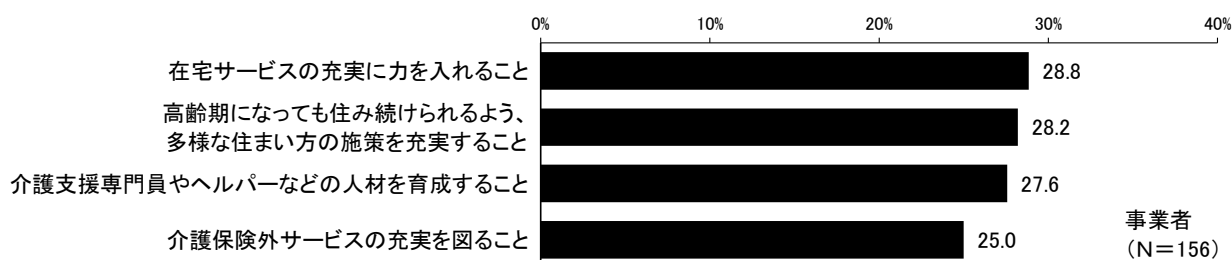 0% 10% 20% 30% 40%
在宅サービスの充実に力を入れること 28.8
高齢期になっても住み続けられるよう、
多様な住まい方の施策を充実すること 28.2
介護支援専門員やヘルパーなどの人材を育成すること 27.6
介護保険外サービスの充実を図ること 25.0
事業者
(N=156)